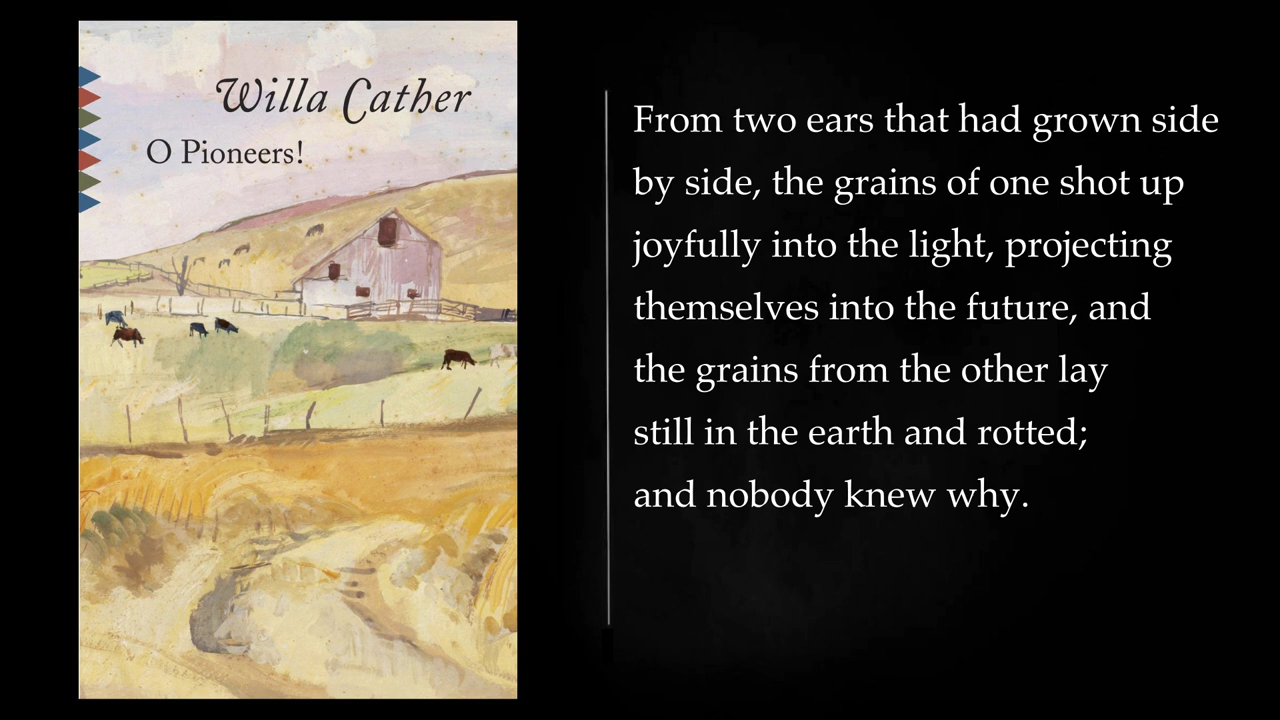 Willa Cather
O Pioneers!
From two ears that had grown side
by side, the grains of one shot up
joyfully into the light, projecting
themselves into the future, and
the grains from the other lay
still in the earth and rotted;
and nobody knew why.